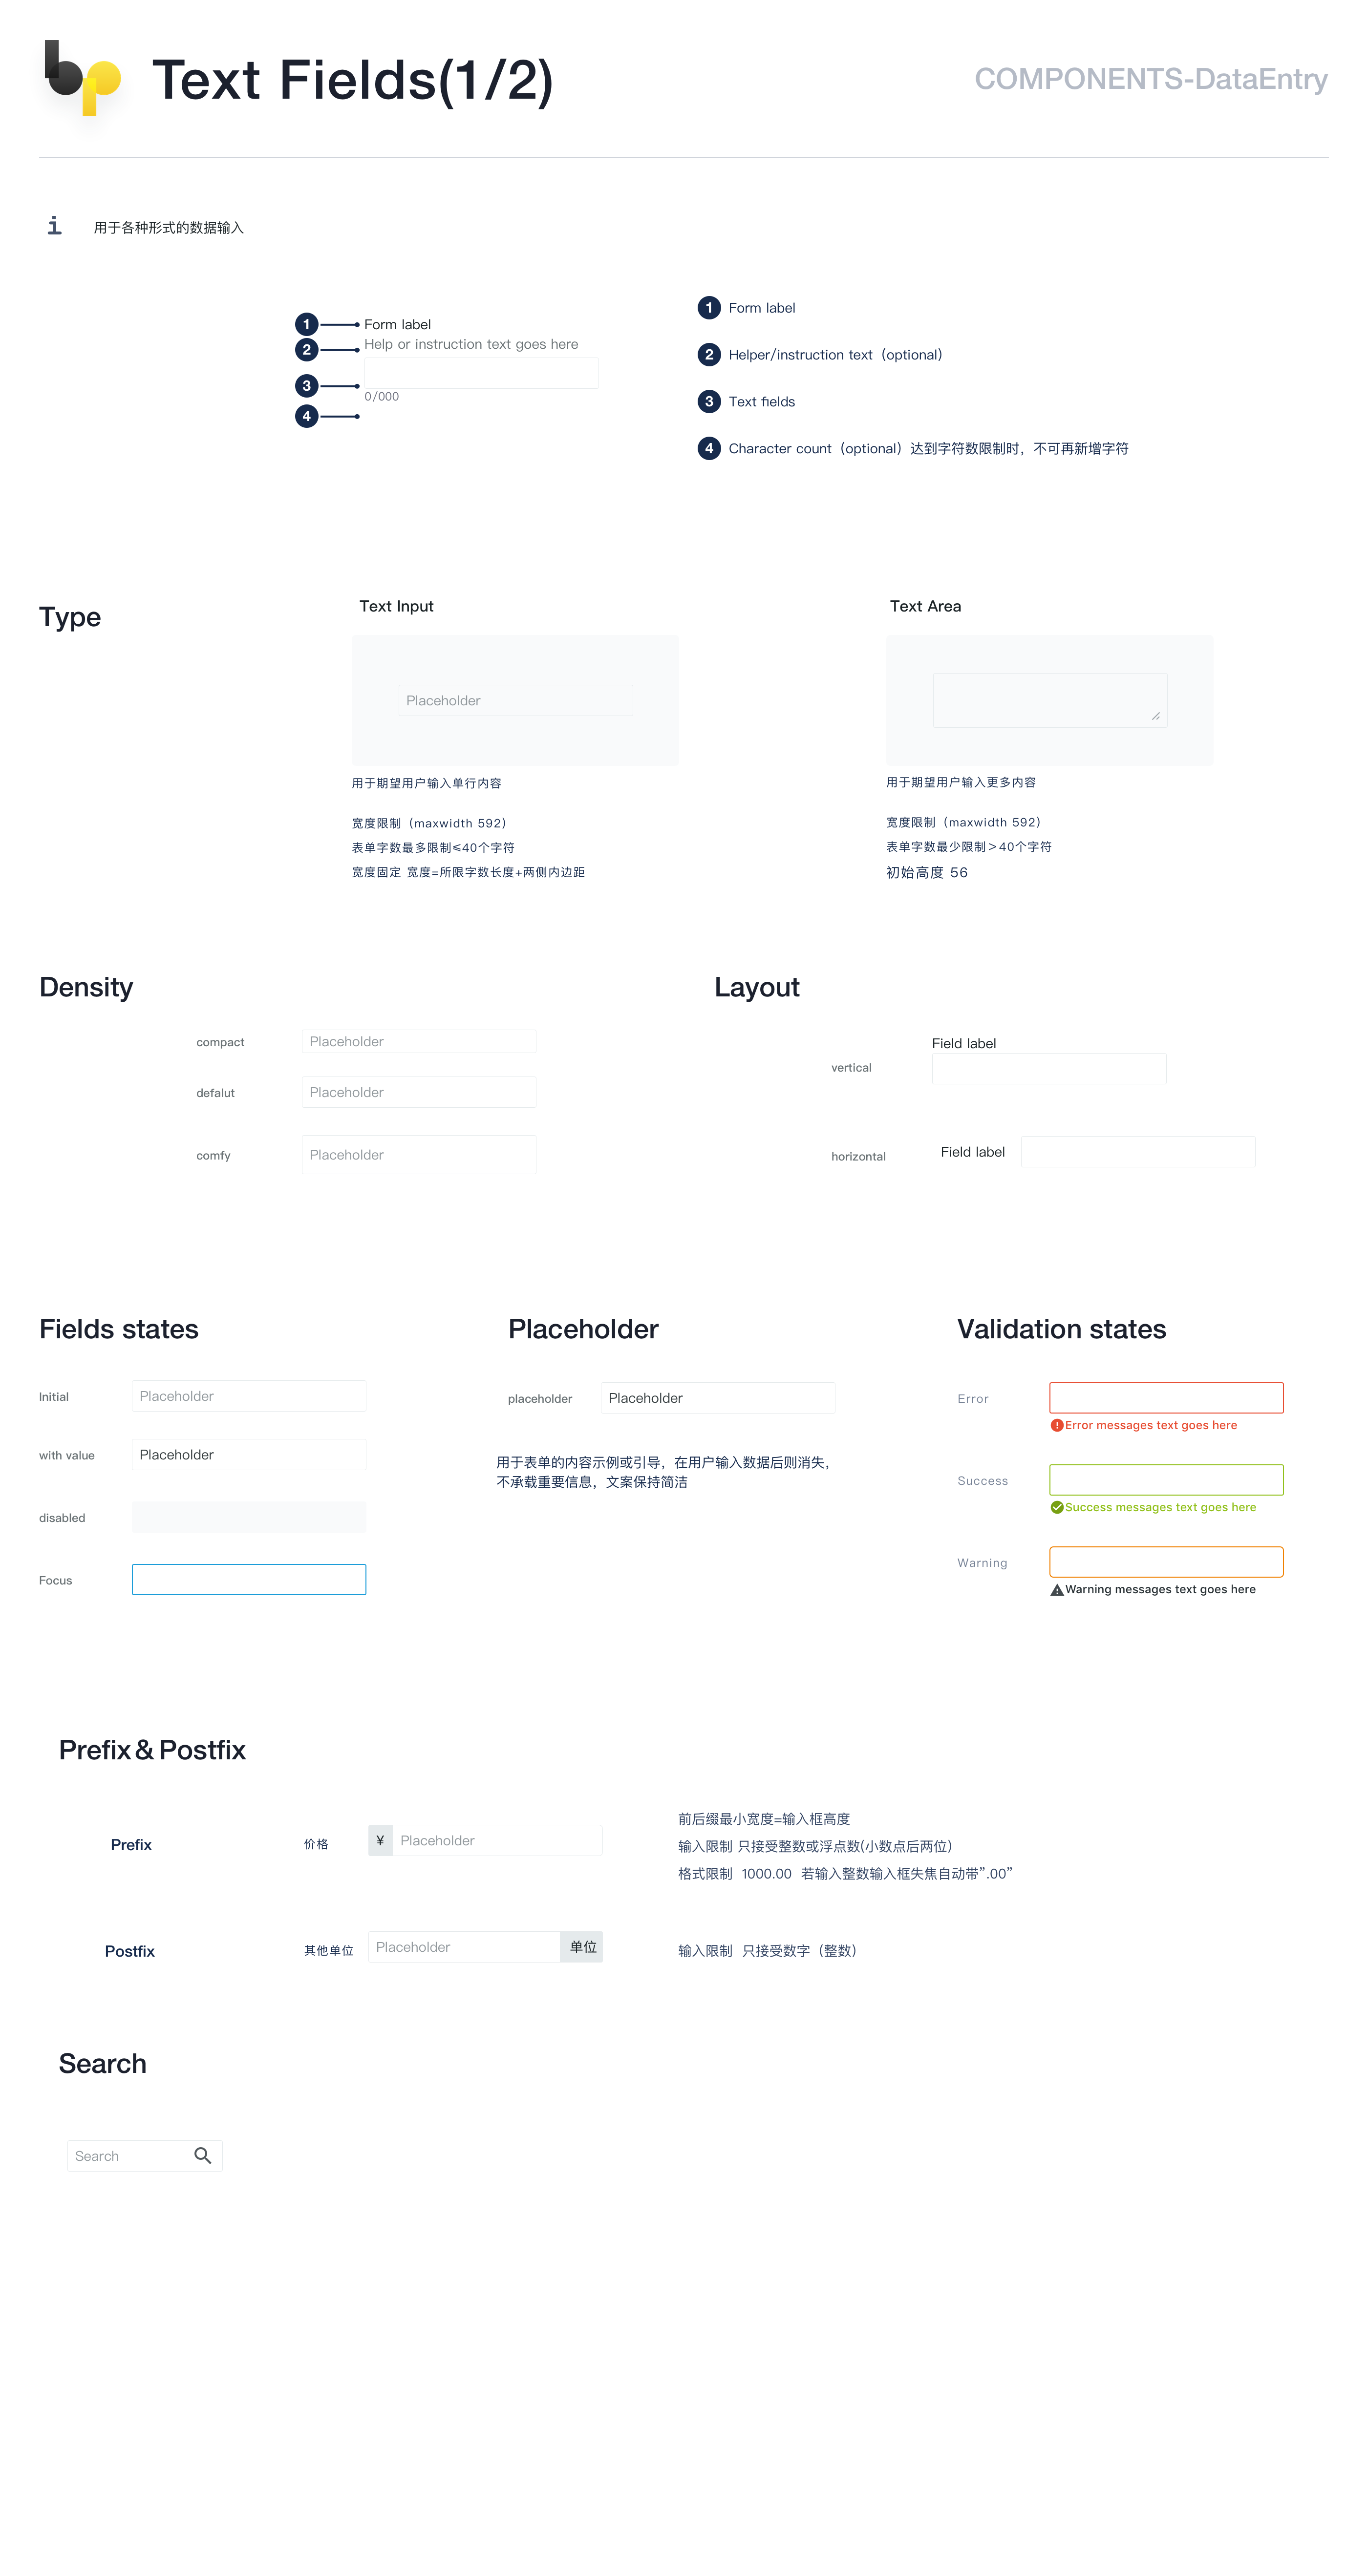 bp
Text Fields(1/2)
COMPONENTS-DataEntry
i
用于各种形式的数据输入
1
Form label
2
Help or instruction text goes here
3
0/000
4
1 Form label
2 Helper/instruction text（optional）
3 Text fields
4 Character count（optional）达到字符数限制时，不可再新增字符
Type
Text Input
Placeholder
用于期望用户输入单行内容
宽度限制（maxwidth 592）
表单字数最多限制≤40个字符
宽度固定 宽度=所限字数长度+两侧内边距
Text Area
用于期望用户输入更多内容
宽度限制（maxwidth 592）
表单字数最少限制＞40个字符
初始高度 56
Density
compact
Placeholder
defalut
Placeholder
comfy
Placeholder
Layout
Field label
vertical
horizontal
Field label
Fields states
Initial
Placeholder
with value
Placeholder
disabled
Focus
Placeholder
placeholder
Placeholder
用于表单的内容示例或引导，在用户输入数据后则消失，
不承载重要信息，文案保持简洁
Validation states
Error
Error messages text goes here
Success
Success messages text goes here
Warning
Warning messages text goes here
Prefix & Postfix
Prefix
价格
¥ Placeholder
前后缀最小宽度=输入框高度
输入限制 只接受整数或浮点数(小数点后两位）
格式限制 1000.00 若输入整数输入框失焦自动带”.00”
Postfix
其他单位
Placeholder 单位
输入限制 只接受数字（整数）
Search
Search